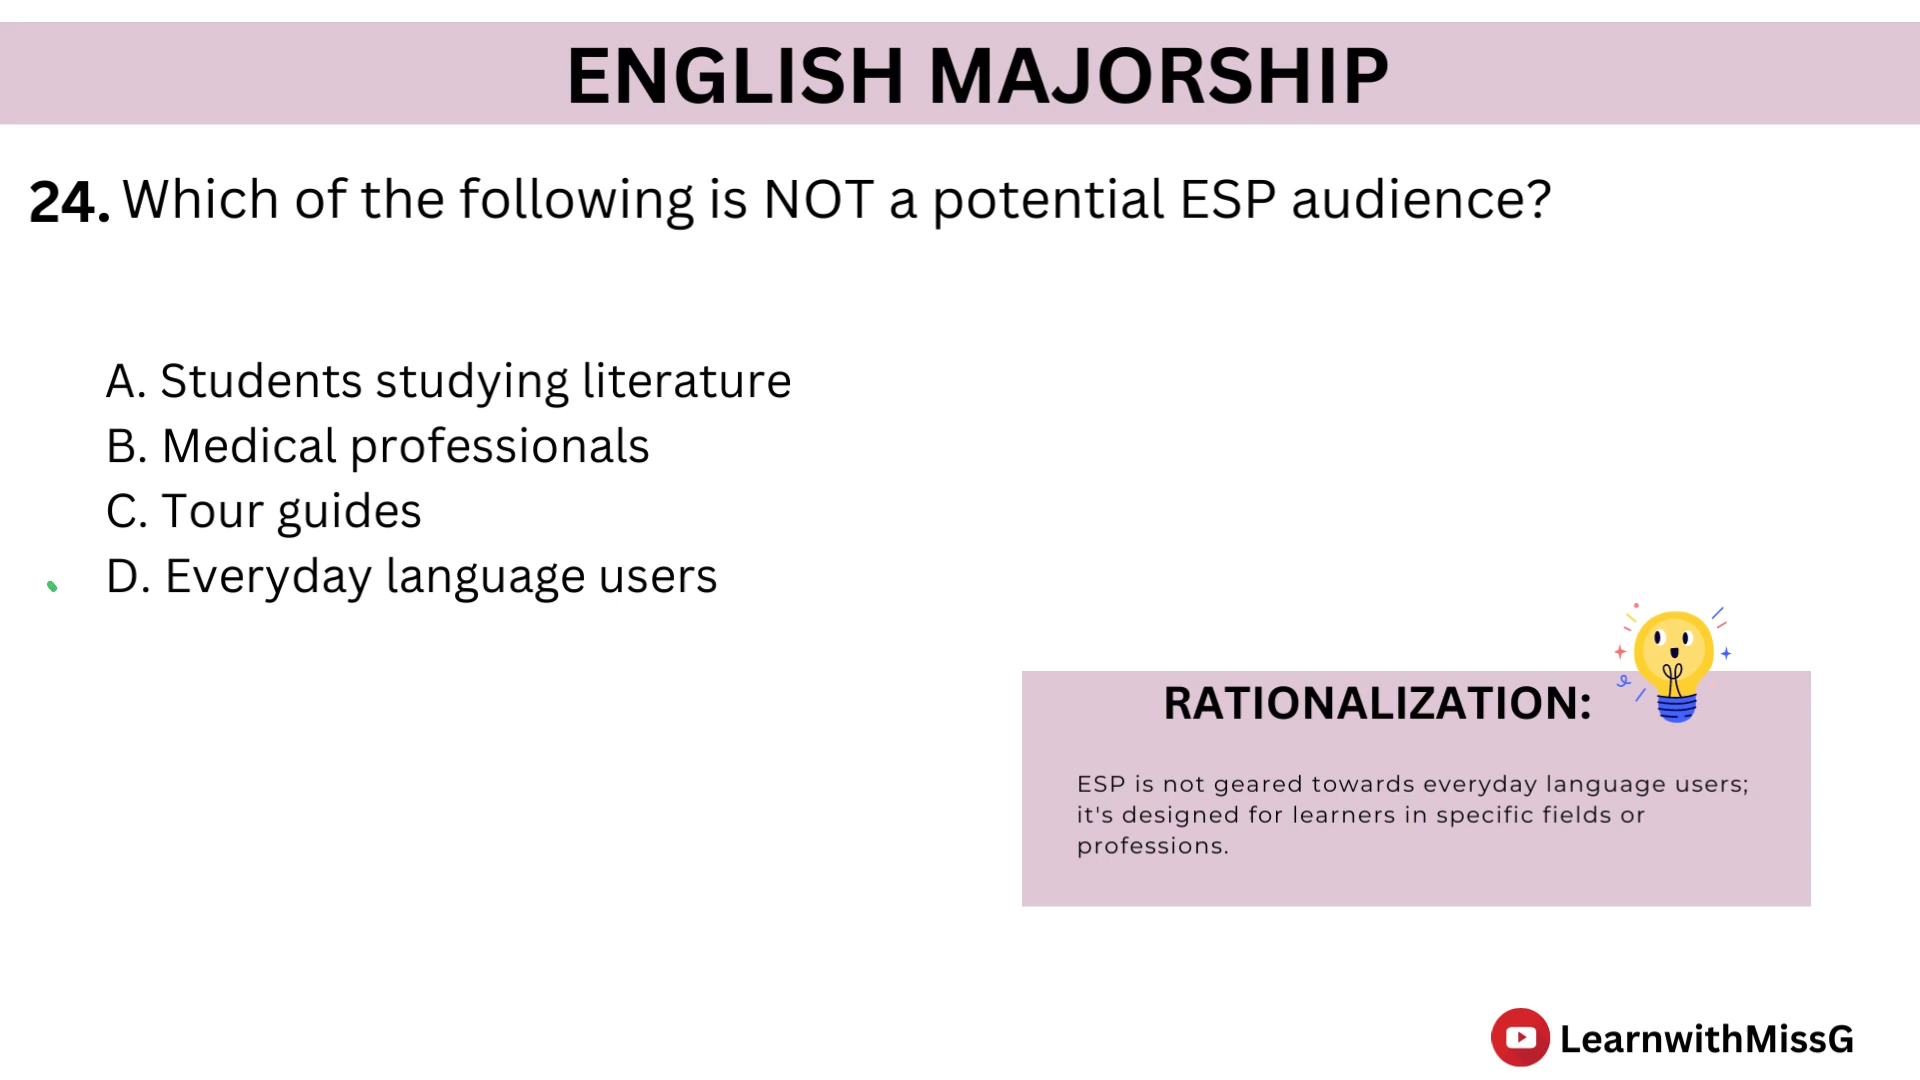 ENGLISH MAJORSHIP
24. Which of the following is NOT a potential ESP audience?
A. Students studying literature
B. Medical professionals
C. Tour guides
D. Everyday language users
RATIONALIZATION:
ESP is not geared towards everyday language users;
it's designed for learners in specific fields or
professions.
LearnwithMissG